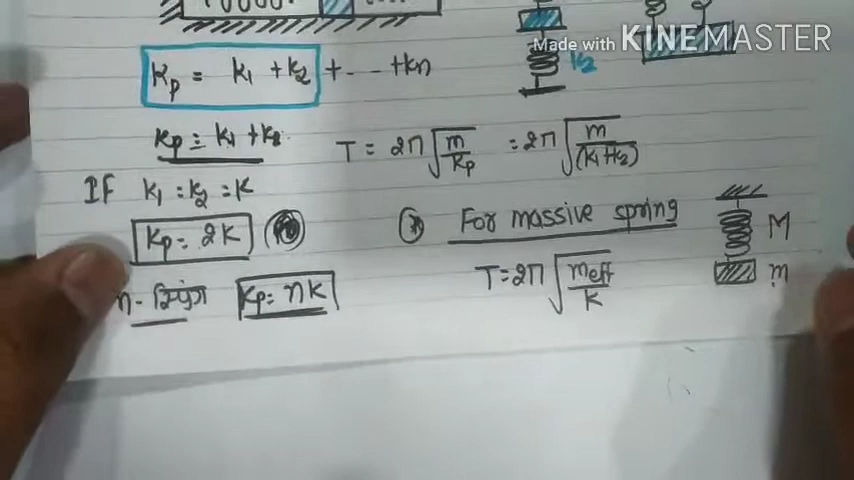 Made with KINEMASTER
K₂
Kp = K₁ + K₂ + --- + Kn
Kp = K₁ + K₂
T = 2π √(m/Kp) = 2π √(m/(K₁+K₂))
IF K₁ = K₂ = K
Kp = 2K
(*) For massive spring
M
m
T = 2π √(meff/K)
n - स्प्रिंग Kp = nK